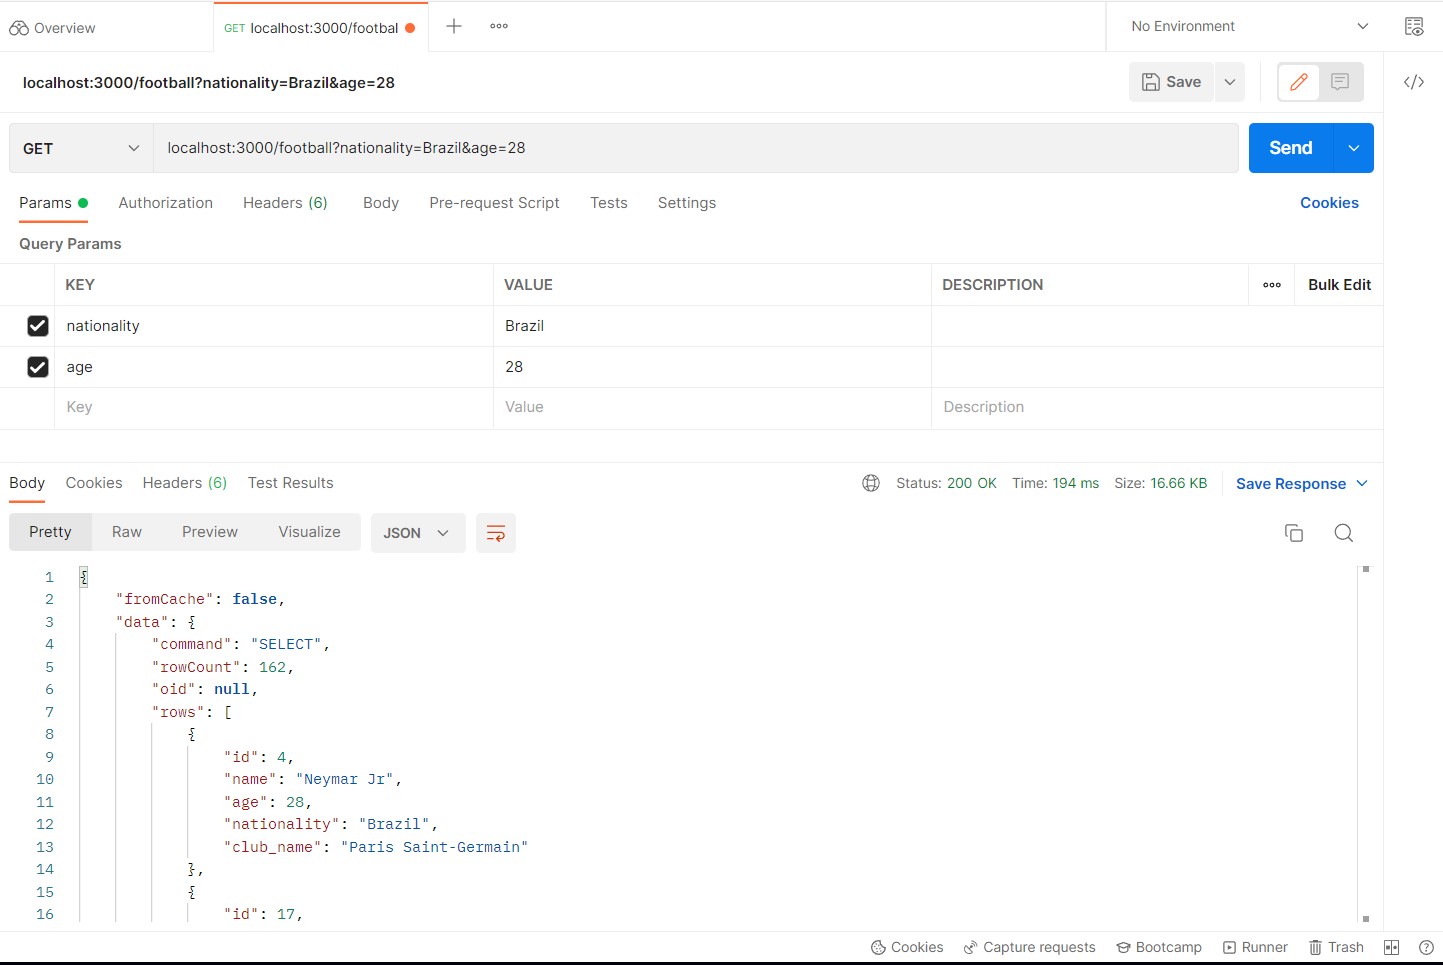 Overview
GET localhost:3000/footbal
No Environment
localhost:3000/football?nationality=Brazil&age=28
Save
GET
localhost:3000/football?nationality=Brazil&age=28
Send
Params Authorization Headers (6) Body Pre-request Script Tests Settings Cookies
Query Params
KEY VALUE DESCRIPTION Bulk Edit
nationality Brazil
age 28
Key Value Description
Body Cookies Headers (6) Test Results Status: 200 OK Time: 194 ms Size: 16.66 KB Save Response
Pretty Raw Preview Visualize JSON
1 {
2 "fromCache": false,
3 "data": {
4 "command": "SELECT",
5 "rowCount": 162,
6 "oid": null,
7 "rows": [
8 {
9 "id": 4,
10 "name": "Neymar Jr",
11 "age": 28,
12 "nationality": "Brazil",
13 "club_name": "Paris Saint-Germain"
14 },
15 {
16 "id": 17,
Cookies Capture requests Bootcamp Runner Trash